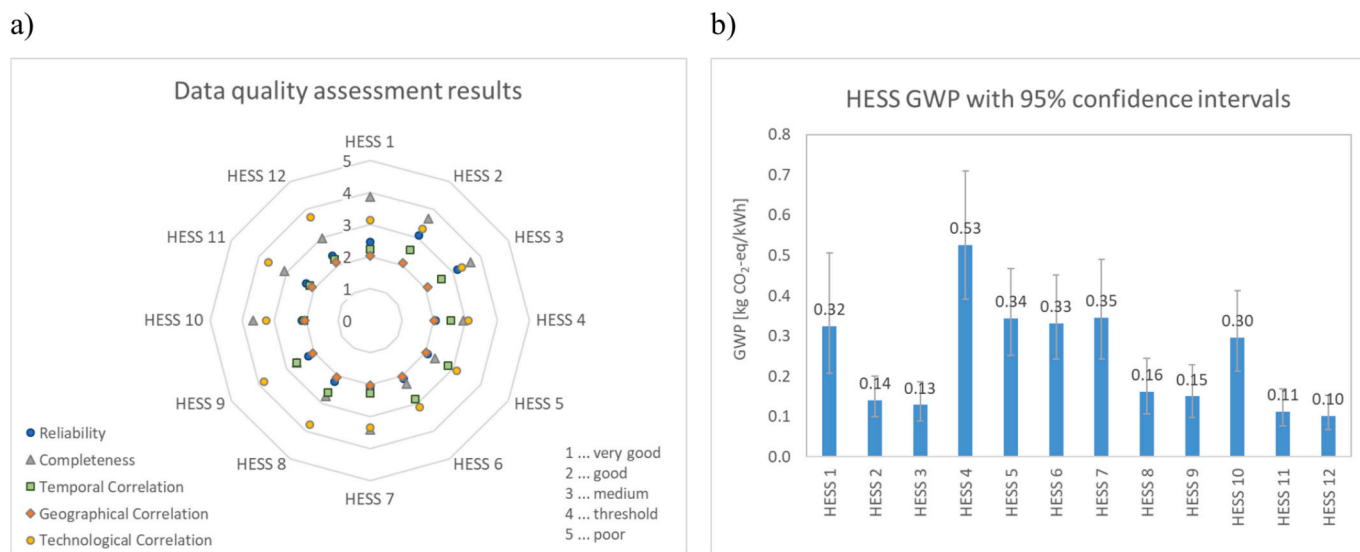 a)
Data quality assessment results
HESS 1
HESS 2
HESS 3
HESS 4
HESS 5
HESS 6
HESS 7
HESS 8
HESS 9
HESS 10
HESS 11
HESS 12
5
4
3
2
1
0
Reliability
Completeness
Temporal Correlation
Geographical Correlation
Technological Correlation
1 ... very good
2 ... good
3 ... medium
4 ... threshold
5 ... poor
b)
HESS GWP with 95% confidence intervals
GWP [kg CO₂-eq/kWh]
0.8
0.7
0.6
0.5
0.4
0.3
0.2
0.1
0.0
0.32
0.14
0.13
0.53
0.34
0.33
0.35
0.16
0.15
0.30
0.11
0.10
HESS 1
HESS 2
HESS 3
HESS 4
HESS 5
HESS 6
HESS 7
HESS 8
HESS 9
HESS 10
HESS 11
HESS 12